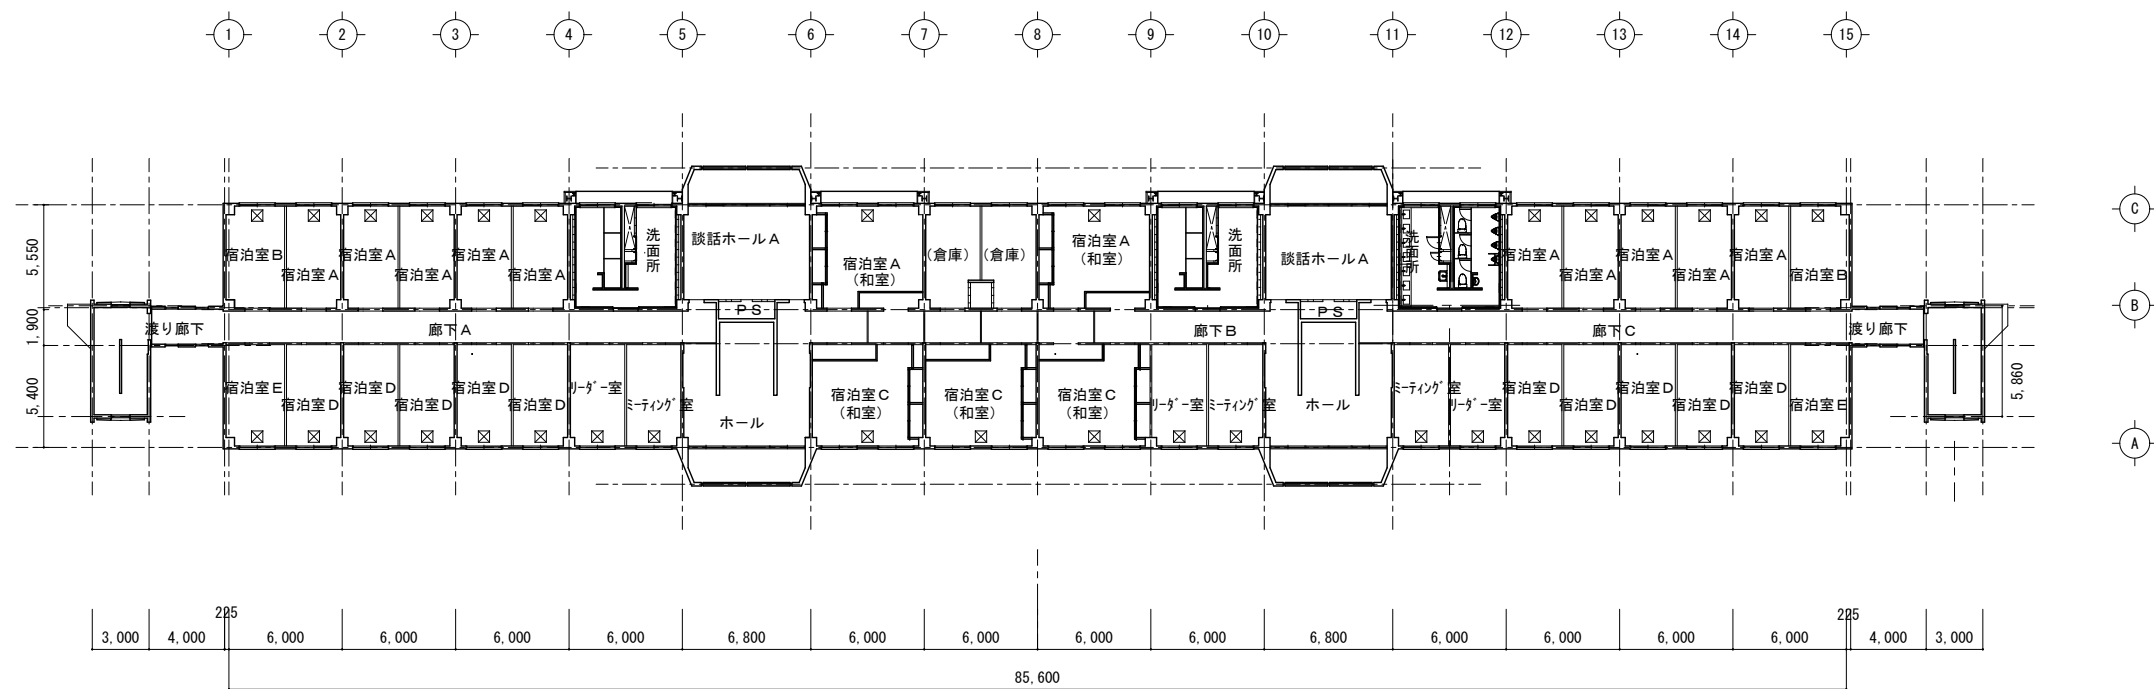 1 2 3 4 5 6 7 8 9 10 11 12 13 14 15
C
洗面所 洗面所 洗面所
談話ホールA 宿泊室A (和室) 談話ホールA
宿泊室B 宿泊室A 宿泊室A (倉庫) (倉庫) 宿泊室A 宿泊室A 宿泊室A
5,550
宿泊室A 宿泊室A 宿泊室A 宿泊室A (和室) 宿泊室A 宿泊室A 宿泊室B
B
PS PS
1,900
渡り廊下 廊下A 廊下B 廊下C 渡り廊下
宿泊室E 宿泊室D 宿泊室D リーダー室 宿泊室C (和室) 宿泊室C (和室) 宿泊室C (和室) ミーティング室 宿泊室D 宿泊室D 宿泊室D
5,400
5,860
宿泊室D 宿泊室D 宿泊室D ミーティング室 リーダー室 ミーティング室 ホール リーダー室 宿泊室D 宿泊室D 宿泊室E
ホール
A
225 225
3,000 4,000 6,000 6,000 6,000 6,000 6,800 6,000 6,000 6,000 6,000 6,800 6,000 6,000 6,000 6,000 4,000 3,000
85,600